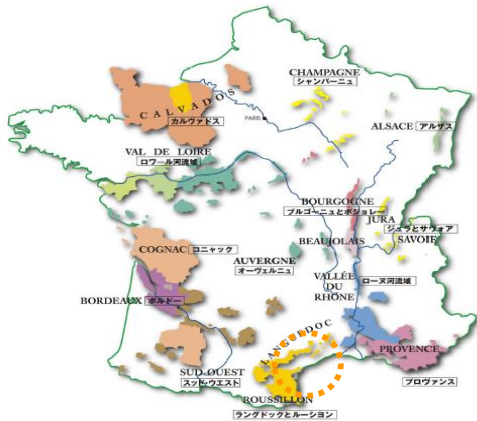 CHAMPAGNE
シャンパーニュ
CALVADOS
カルヴァドス
PARIS
ALSACE アルザス
VAL DE LOIRE
ロワール河流域
BOURGOGNE
ブルゴーニュとボジョレー
JURA
ジュラとサヴォア
BEAUJOLAIS
SAVOIE
COGNAC コニャック
AUVERGNE
オーヴェルニュ
VALLÉE
DU
RHÔNE
ローヌ河流域
BORDEAUX ボルドー
LANGUEDOC
PROVENCE
プロヴァンス
SUD-OUEST
スッド・ウエスト
ROUSSILLON
ラングドックとルーション